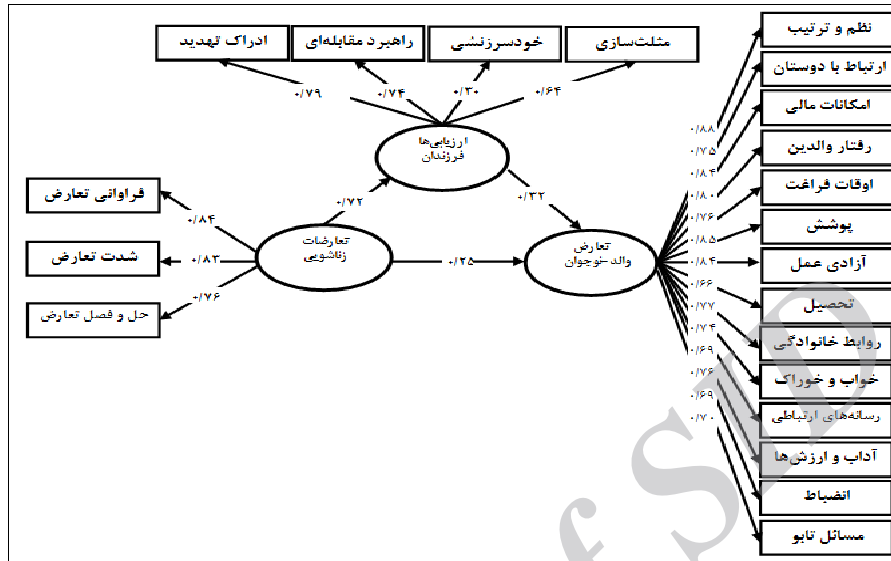 ادراک تهدید
راهبرد مقابله‌ای
خودسرزنشی
مثلث‌سازی
۰/۷۹
۰/۷۴
۰/۳۰
۰/۶۴
ارزیابی‌ها
فرزندان
۰/۷۲
۰/۳۲
فراوانی تعارض
شدت تعارض
حل و فصل تعارض
۰/۸۴
۰/۸۳
۰/۷۶
تعارضات
زناشویی
۰/۲۵
تعارض
والد-نوجوان
۰/۸۸
۰/۷۵
۰/۸۴
۰/۸۰
۰/۷۶
۰/۸۵
۰/۸۴
۰/۶۶
۰/۷۷
۰/۷۴
۰/۶۹
۰/۷۶
۰/۶۹
۰/۷۰
نظم و ترتیب
ارتباط با دوستان
امکانات مالی
رفتار والدین
اوقات فراغت
پوشش
آزادی عمل
تحصیل
روابط خانوادگی
خواب و خوراک
رسانه‌های ارتباطی
آداب و ارزش‌ها
انضباط
مسائل تابو
of SID